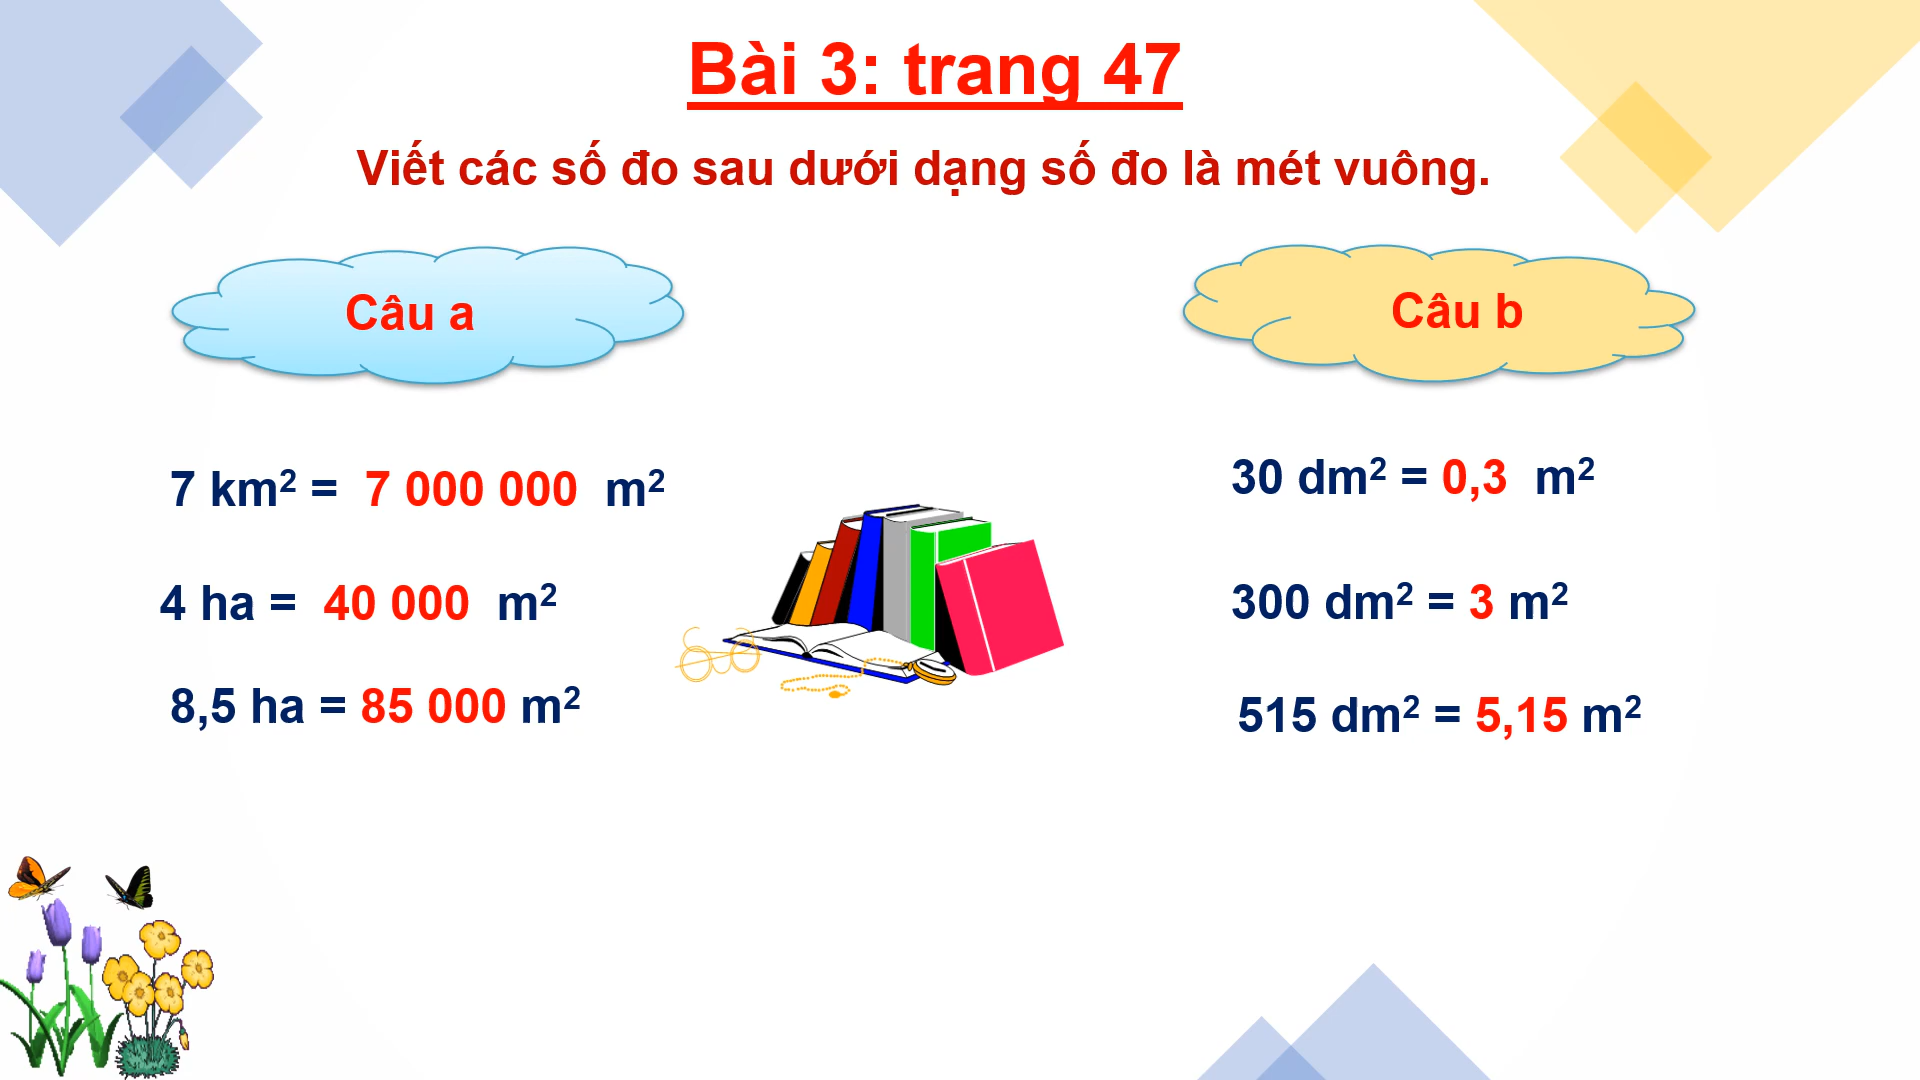 Bài 3: trang 47
Viết các số đo sau dưới dạng số đo là mét vuông.
Câu a
7 km² = 7 000 000 m²
4 ha = 40 000 m²
8,5 ha = 85 000 m²
Câu b
30 dm² = 0,3 m²
300 dm² = 3 m²
515 dm² = 5,15 m²